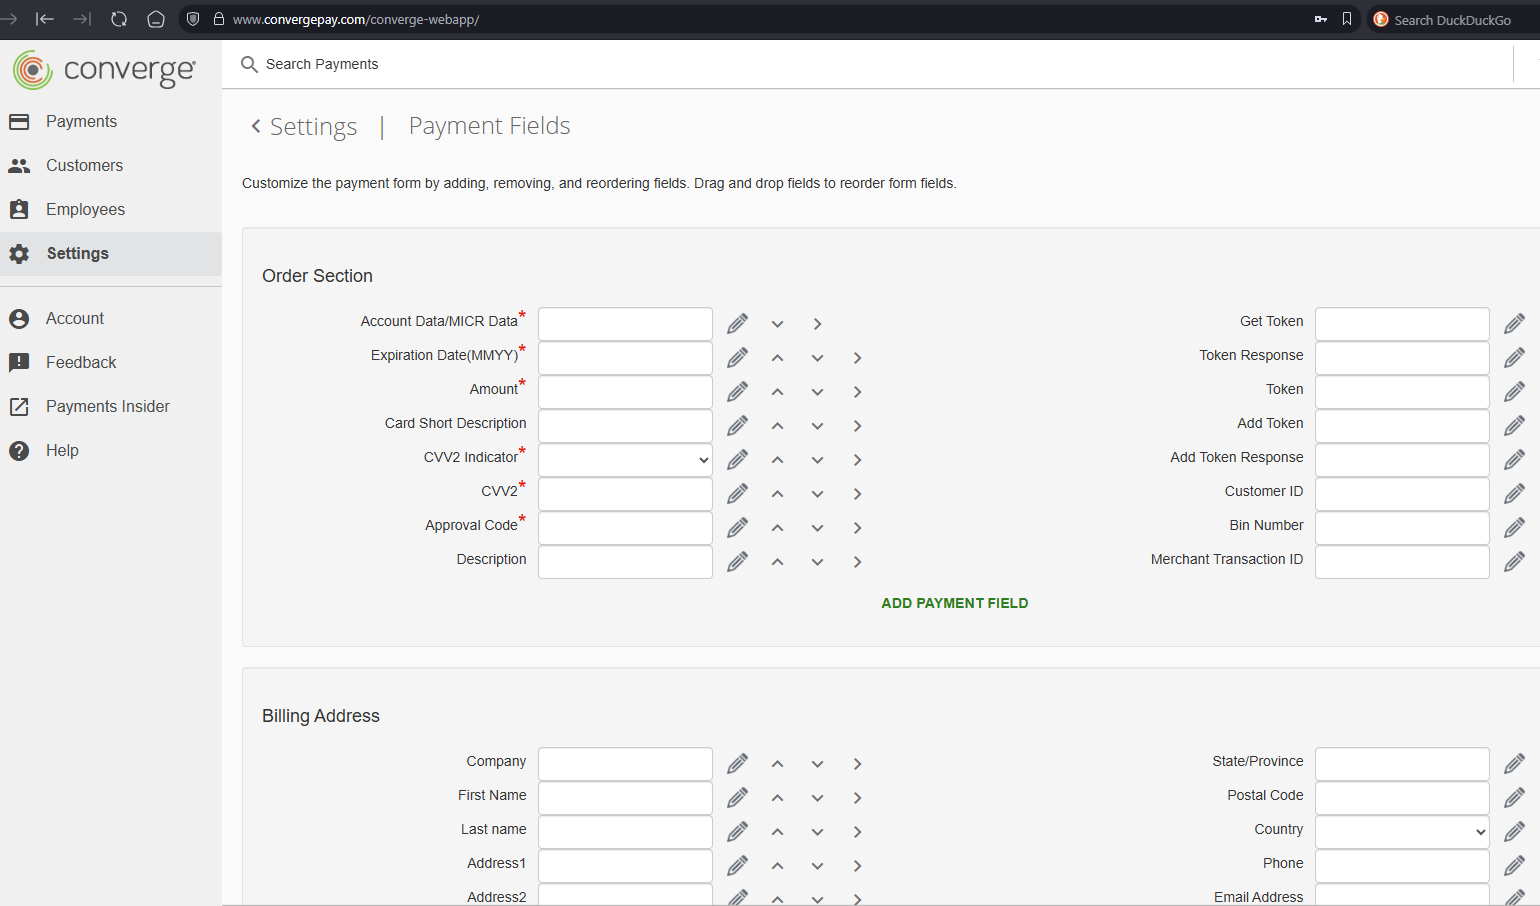 www.convergepay.com/converge-webapp/
Search DuckDuckGo
converge
Search Payments
Payments
Customers
Employees
Settings
Account
Feedback
Payments Insider
Help
Settings | Payment Fields
Customize the payment form by adding, removing, and reordering fields. Drag and drop fields to reorder form fields.
Order Section
Account Data/MICR Data*
Expiration Date(MMYY)*
Amount*
Card Short Description
CVV2 Indicator*
CVV2*
Approval Code*
Description
Get Token
Token Response
Token
Add Token
Add Token Response
Customer ID
Bin Number
Merchant Transaction ID
ADD PAYMENT FIELD
Billing Address
Company
First Name
Last name
Address1
Address2
State/Province
Postal Code
Country
Phone
Email Address